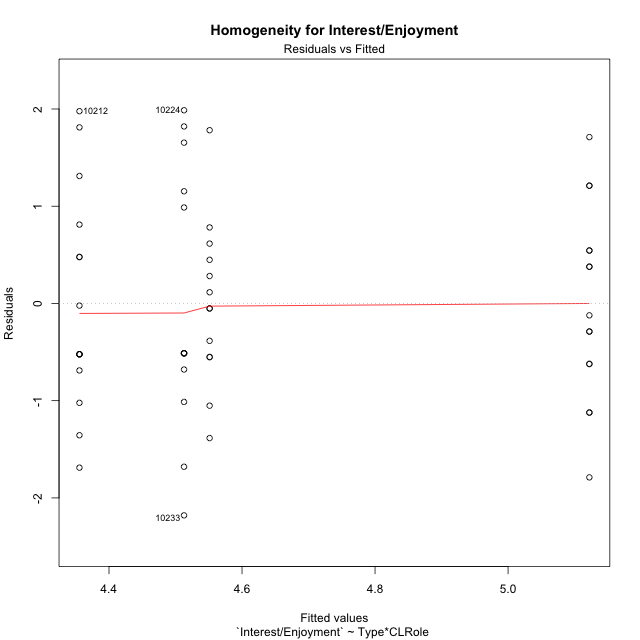 Homogeneity for Interest/Enjoyment
Residuals vs Fitted
2
1
0
-1
-2
Residuals
10212
10224
10233
4.4 4.6 4.8 5.0
Fitted values
`Interest/Enjoyment` ~ Type*CLRole